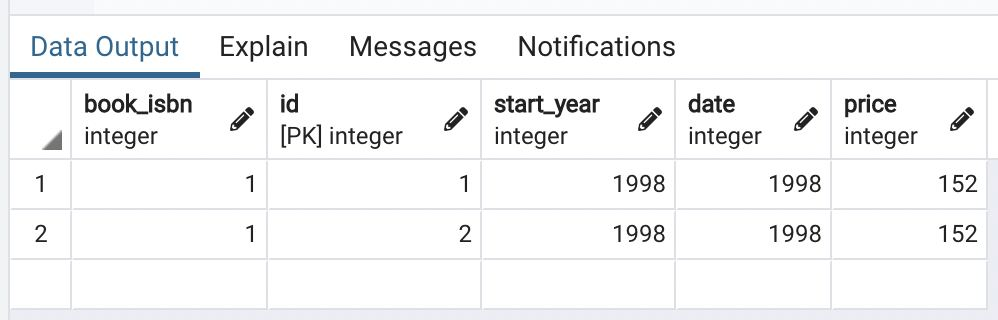 Data Output Explain Messages Notifications
book_isbn id start_year date price
integer [PK] integer integer integer integer
1 1 1 1998 1998 152
2 1 2 1998 1998 152